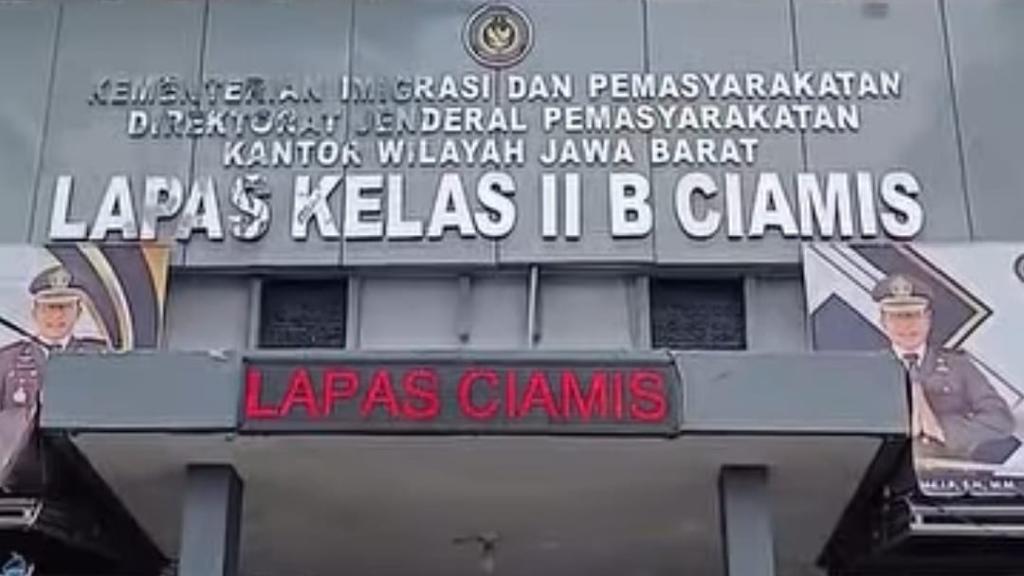 KEMENTERIAN IMIGRASI DAN PEMASYARAKATAN
DIREKTORAT JENDERAL PEMASYARAKATAN
KANTOR WILAYAH JAWA BARAT
LAPAS KELAS II B CIAMIS
LAPAS CIAMIS